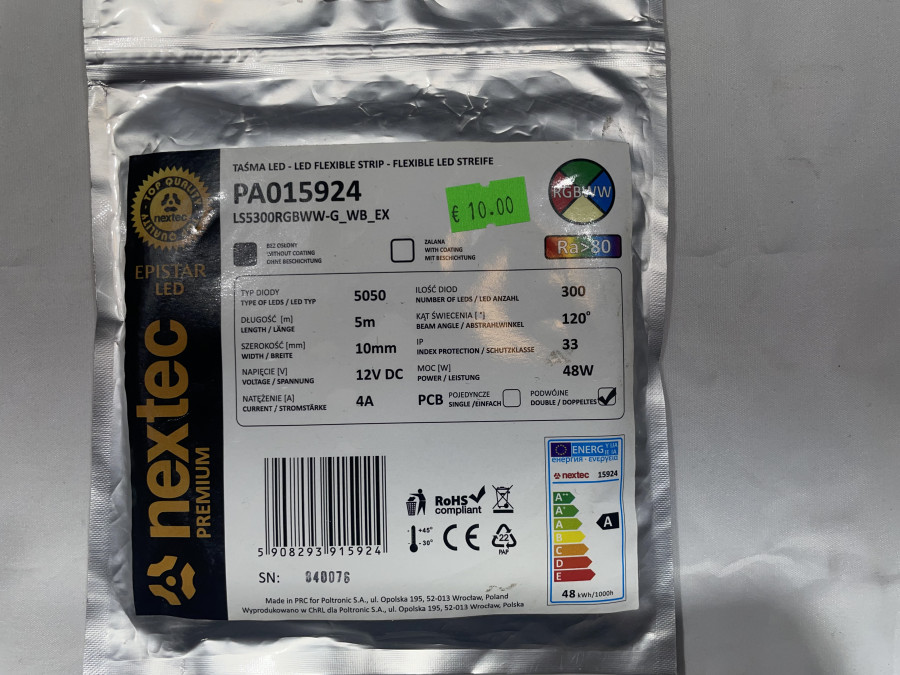 TAŚMA LED - LED FLEXIBLE STRIP - FLEXIBLE LED STREIFE
PA015924
LS5300RGBWW-G_WB_EX
€ 10.00
RGBWW
Ra>80
TOP QUALITY
nextec
EPISTAR
LED
nextec
PREMIUM
BEZ OSŁONY
WITHOUT COATING
OHNE BESCHICHTUNG
ZALANA
WITH COATING
MIT BESCHICHTUNG
TYP DIODY
TYPE OF LEDS / LED TYP
5050
ILOŚĆ DIOD
NUMBER OF LEDS / LED ANZAHL
300
DŁUGOŚĆ [m]
LENGTH / LÄNGE
5m
KĄT ŚWIECENIA [°]
BEAM ANGLE / ABSTRAHLWINKEL
120°
SZEROKOŚĆ [mm]
WIDTH / BREITE
10mm
IP
INDEX PROTECTION / SCHUTZKLASSE
33
NAPIĘCIE [V]
VOLTAGE / SPANNUNG
12V DC
MOC [W]
POWER / LEISTUNG
48W
NATĘŻENIE [A]
CURRENT / STROMSTÄRKE
4A
PCB
POJEDYNCZE
SINGLE /EINFACH
PODWÓJNE
DOUBLE / DOPPELTES
5 908293 915924
SN: 040076
RoHS
compliant
+45°
-30°
CE
22
PAP
ENERG
Y UA
IE IA
енергия · ενεργεια
nextec 15924
A++
A+
A
B
C
D
E
A
48 kWh/1000h
Made in PRC for Poltronic S.A., ul. Opolska 195, 52-013 Wrocław, Poland
Wyprodukowano w ChRL dla Poltronic S.A., ul. Opolska 195, 52-013 Wrocław, Polska